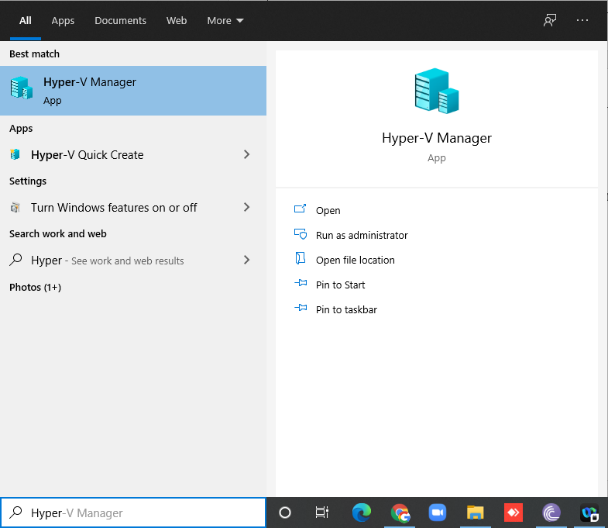 All Apps Documents Web More
Best match
Hyper-V Manager
App
Apps
Hyper-V Quick Create
Settings
Turn Windows features on or off
Search work and web
Hyper - See work and web results
Photos (1+)
Hyper-V Manager
App
Open
Run as administrator
Open file location
Pin to Start
Pin to taskbar
Hyper-V Manager